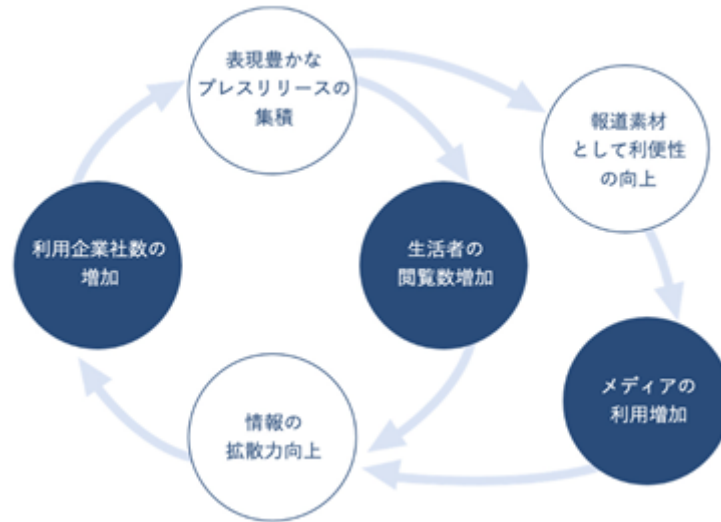 表現豊かな
プレスリリースの
集積
報道素材
として利便性
の向上
利用企業社数の
増加
生活者の
閲覧数増加
メディアの
利用増加
情報の
拡散力向上